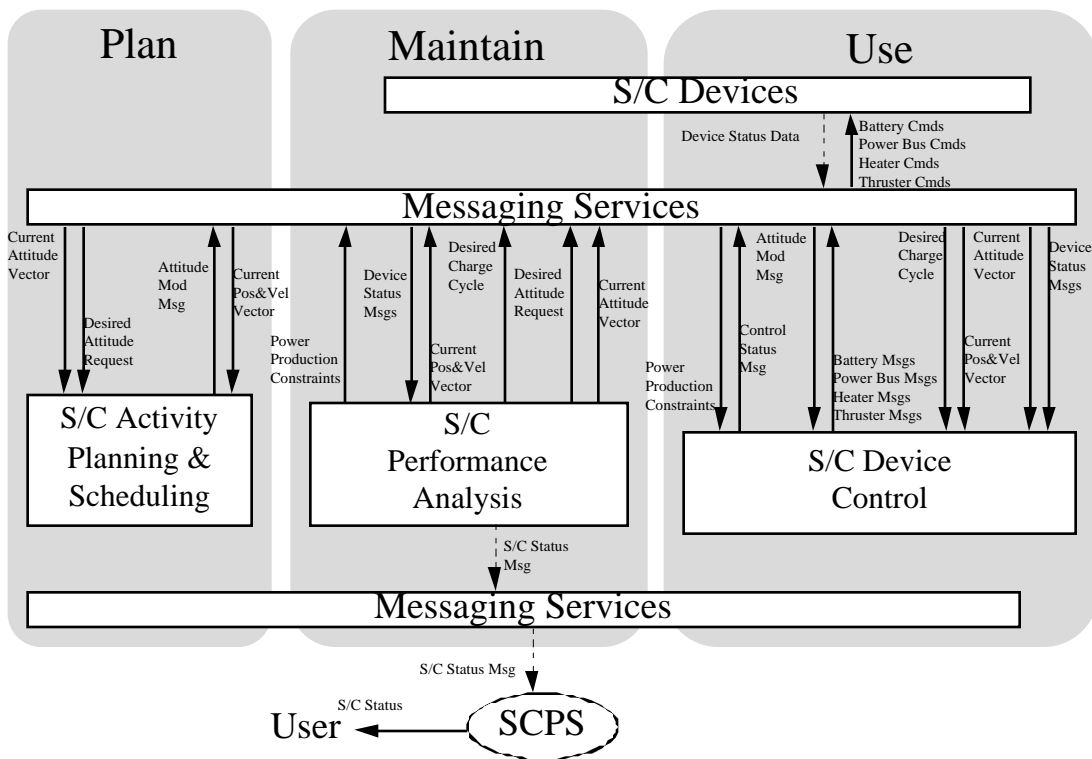 Plan
Maintain
Use
S/C Devices
Device Status Data
Battery Cmds
Power Bus Cmds
Heater Cmds
Thruster Cmds
Messaging Services
Current
Attitude
Vector
Desired
Attitude
Request
Attitude
Mod
Msg
Current
Pos&Vel
Vector
Power
Production
Constraints
Device
Status
Msgs
Current
Pos&Vel
Vector
Desired
Charge
Cycle
Desired
Attitude
Request
Current
Attitude
Vector
Power
Production
Constraints
Control
Status
Msg
Attitude
Mod
Msg
Battery Msgs
Power Bus Msgs
Heater Msgs
Thruster Msgs
Desired
Charge
Cycle
Current
Pos&Vel
Vector
Current
Attitude
Vector
Device
Status
Msgs
S/C Activity
Planning &
Scheduling
S/C
Performance
Analysis
S/C Device
Control
S/C Status
Msg
Messaging Services
S/C Status Msg
SCPS
S/C Status
User